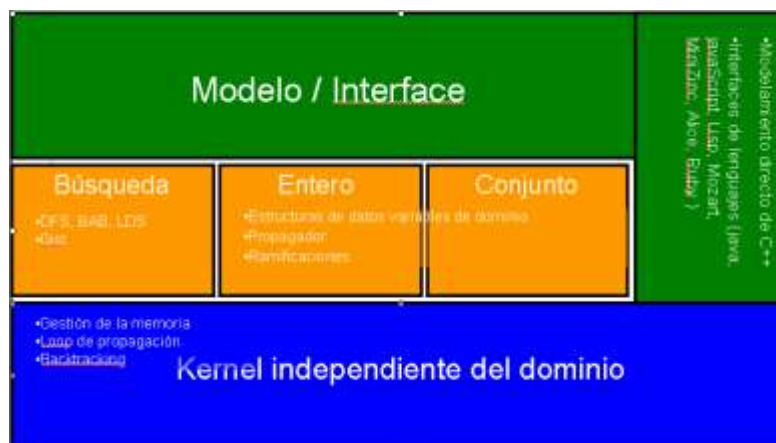 Modelo / Interface
•Modelamiento directo de C++
•Interfaces de lenguajes (java,
javaScript, Lisp, Mozart,
MiniZinc, Alice, Ruby )
Búsqueda
•DFS, BAB, LDS
Entero
Conjunto
•Estructuras de datos variables de dominio
•Propagador
•Ramificaciones
•Gestión de la memoria
•Loop de propagación
•Backtracking
Kernel independiente del dominio